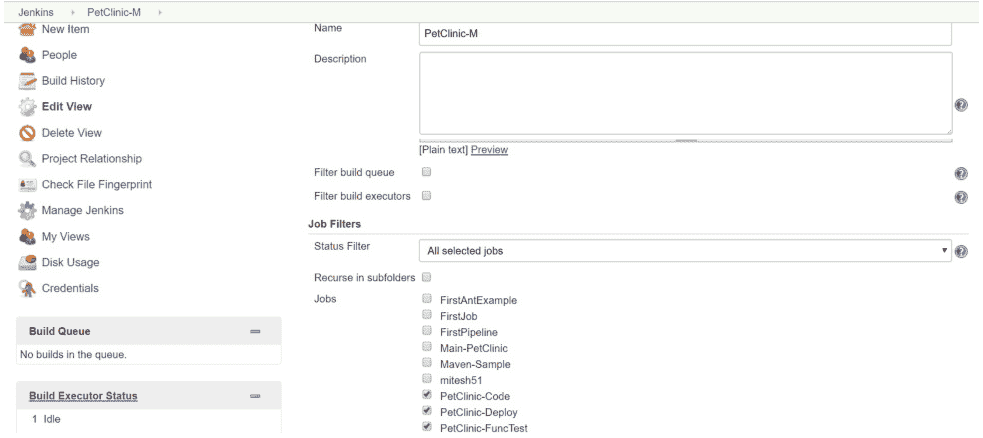 Jenkins PetClinic-M
New Item
People
Build History
Edit View
Delete View
Project Relationship
Check File Fingerprint
Manage Jenkins
My Views
Disk Usage
Credentials
Build Queue
No builds in the queue.
Build Executor Status
1 Idle
Name PetClinic-M
Description
[Plain text] Preview
Filter build queue
Filter build executors
Job Filters
Status Filter All selected jobs
Recurse in subfolders
Jobs FirstAntExample
FirstJob
FirstPipeline
Main-PetClinic
Maven-Sample
mitesh51
PetClinic-Code
PetClinic-Deploy
PetClinic-FuncTest